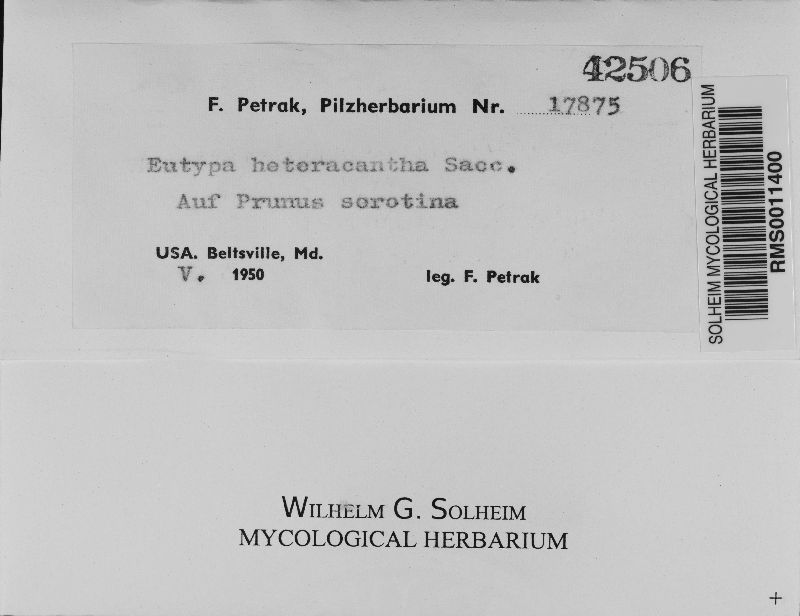 42506
F. Petrak, Pilzherbarium Nr. 17875
Eutypa heteracantha Sacc.
Auf Prunus serotina
USA. Beltsville, Md.
V. 1950 leg. F. Petrak
SOLHEIM MYCOLOGICAL HERBARIUM
RMS0011400
WILHELM G. SOLHEIM
MYCOLOGICAL HERBARIUM
+